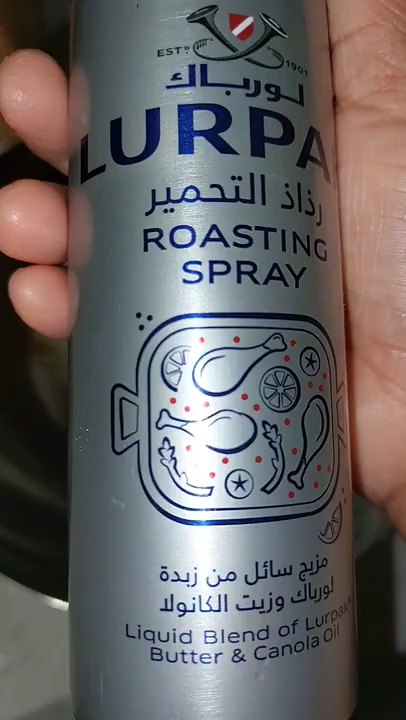 ESTD 1901
لورباك
LURPA
رذاذ التحمير
ROASTING
SPRAY
مزيج سائل من زبدة
لورباك وزيت الكانولا
Liquid Blend of Lurpak®
Butter & Canola Oil